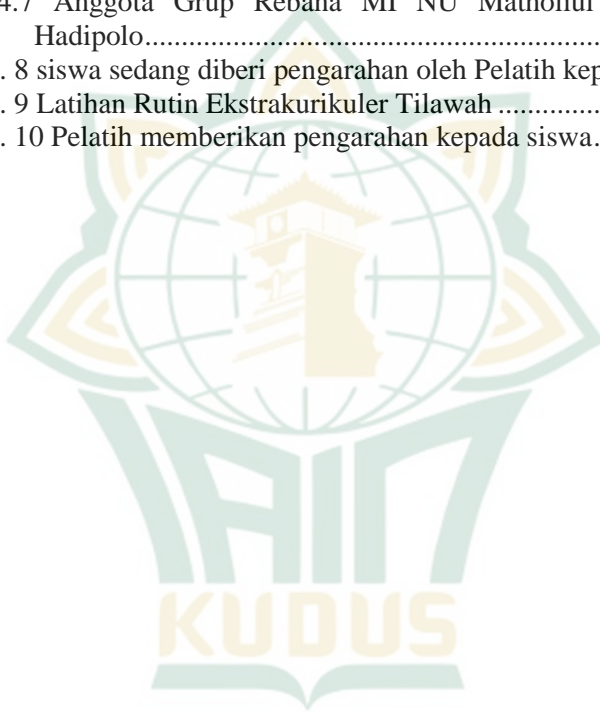 4.7 Anggota Grup Rebana MI NU Matholiul
Hadipolo......................................................
. 8 siswa sedang diberi pengarahan oleh Pelatih kep
. 9 Latihan Rutin Ekstrakurikuler Tilawah ..............
. 10 Pelatih memberikan pengarahan kepada siswa.
IAIN
KUDUS